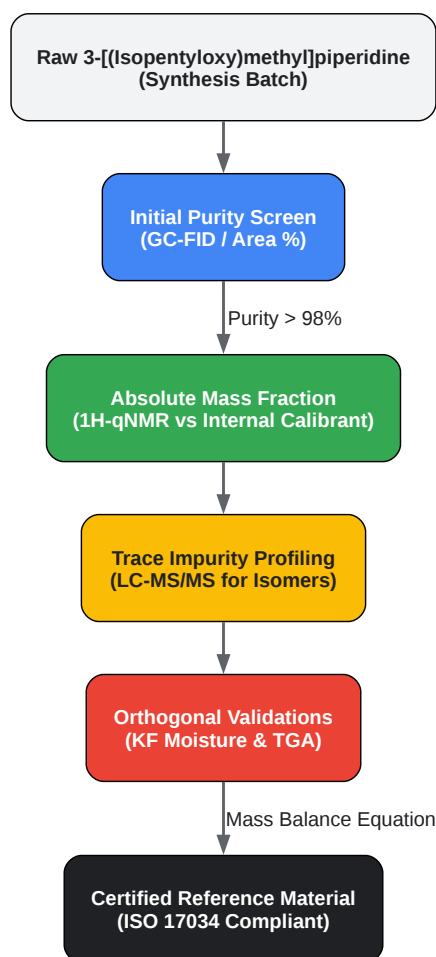 Raw 3-[(Isopentyloxy)methyl]piperidine
(Synthesis Batch)
Initial Purity Screen
(GC-FID / Area %)
Purity > 98%
Absolute Mass Fraction
(1H-qNMR vs Internal Calibrant)
Trace Impurity Profiling
(LC-MS/MS for Isomers)
Orthogonal Validations
(KF Moisture & TGA)
Mass Balance Equation
Certified Reference Material
(ISO 17034 Compliant)